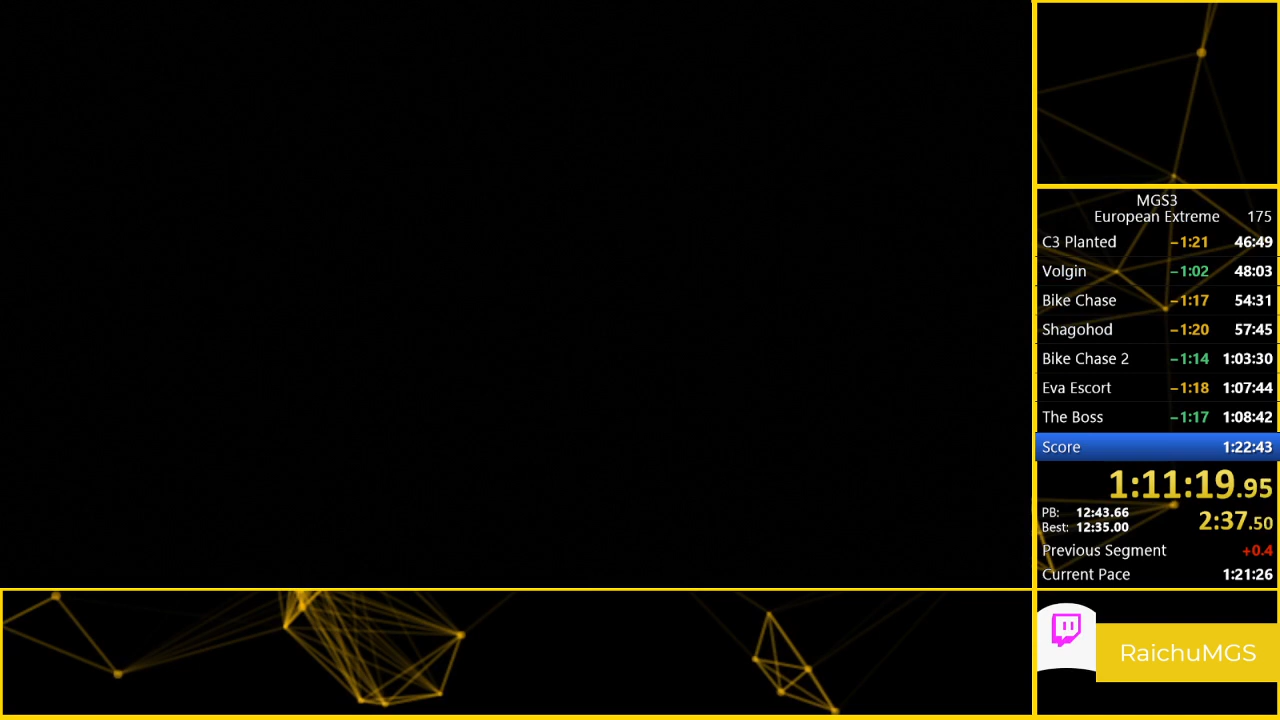 MGS3
European Extreme 175
C3 Planted −1:21 46:49
Volgin −1:02 48:03
Bike Chase −1:17 54:31
Shagohod −1:20 57:45
Bike Chase 2 −1:14 1:03:30
Eva Escort −1:18 1:07:44
The Boss −1:17 1:08:42
Score 1:22:43
1:11:19.95
PB: 12:43.66
Best: 12:35.00
2:37.50
Previous Segment +0.4
Current Pace 1:21:26
RaichuMGS